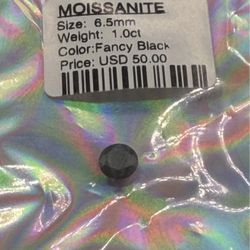 MOISSANITE
Size: 6.5mm
Weight: 1.0ct
Color:Fancy Black
Price: USD 50.00